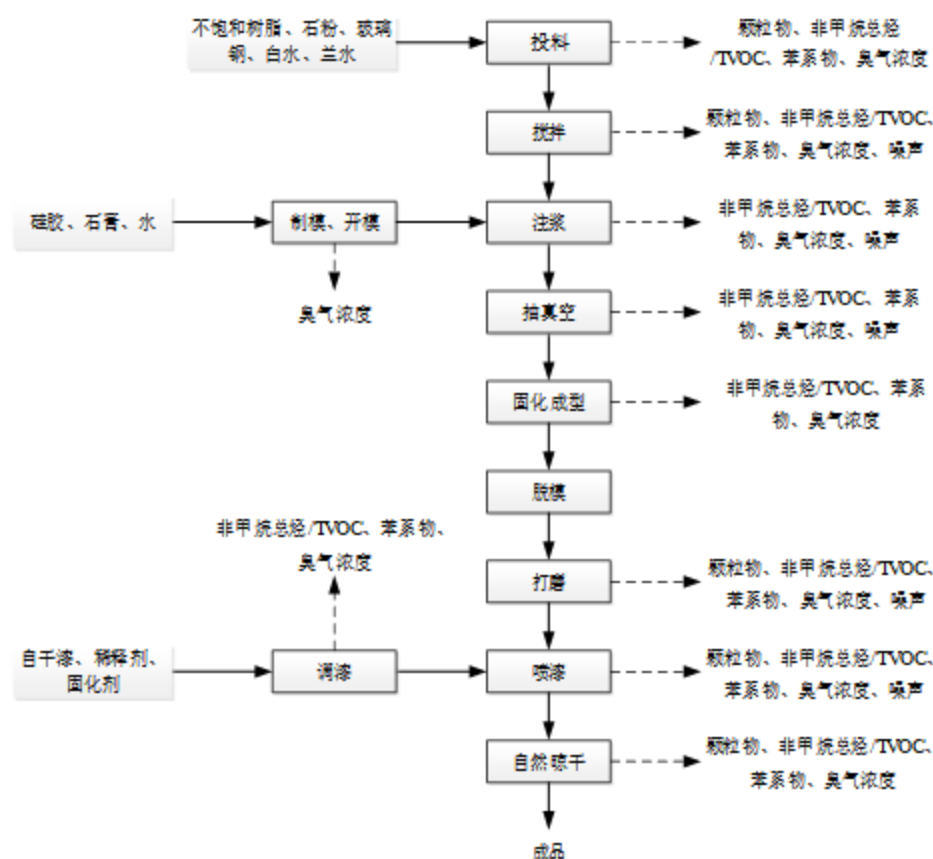 不饱和树脂、石粉、玻璃
钢、白水、兰水
投料
颗粒物、非甲烷总烃
/TVOC、苯系物、臭气浓度
搅拌
颗粒物、非甲烷总烃/TVOC、
苯系物、臭气浓度、噪声
硅胶、石膏、水
制模、开模
注浆
非甲烷总烃/TVOC、苯系
物、臭气浓度、噪声
臭气浓度
抽真空
非甲烷总烃/TVOC、苯系
物、臭气浓度、噪声
固化成型
非甲烷总烃/TVOC、苯系
物、臭气浓度
脱模
非甲烷总烃/TVOC、苯系物、
臭气浓度
打磨
颗粒物、非甲烷总烃/TVOC、
苯系物、臭气浓度、噪声
自干漆、稀释剂、
固化剂
调漆
喷漆
颗粒物、非甲烷总烃/TVOC、
苯系物、臭气浓度、噪声
自然晾干
颗粒物、非甲烷总烃/TVOC、
苯系物、臭气浓度
成品